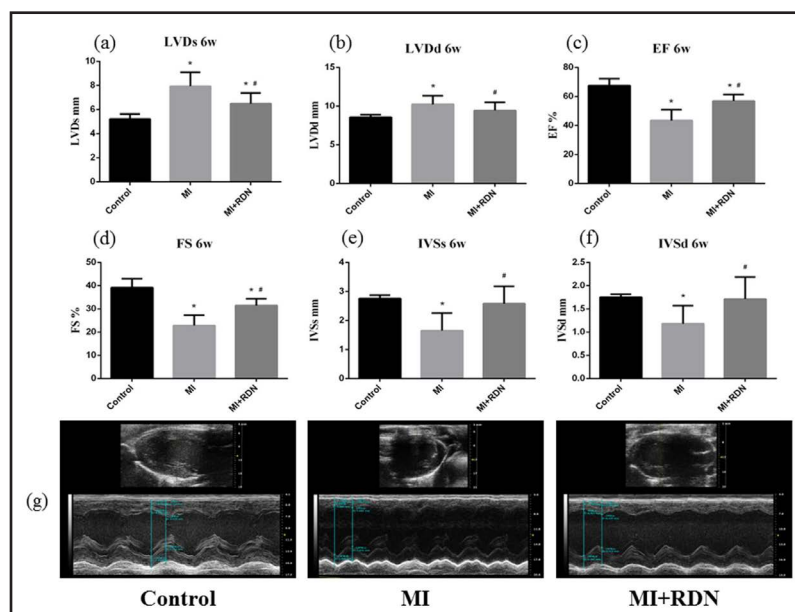 (a)
LVDs 6w
LVDs mm
8
6
4
2
0
*
* #
Control
MI
MI+RDN
(b)
LVDd 6w
LVDd mm
15
10
5
0
*
#
Control
MI
MI+RDN
(c)
EF 6w
EF %
80
60
40
20
0
*
* #
Control
MI
MI+RDN
(d)
FS 6w
FS %
50
40
30
20
10
0
*
* #
Control
MI
MI+RDN
(e)
IVSs 6w
IVSs mm
4
3
2
1
0
*
#
Control
MI
MI+RDN
(f)
IVSd 6w
IVSd mm
2.5
2.0
1.5
1.0
0.5
0.0
*
#
Control
MI
MI+RDN
(g)
Control
MI
MI+RDN